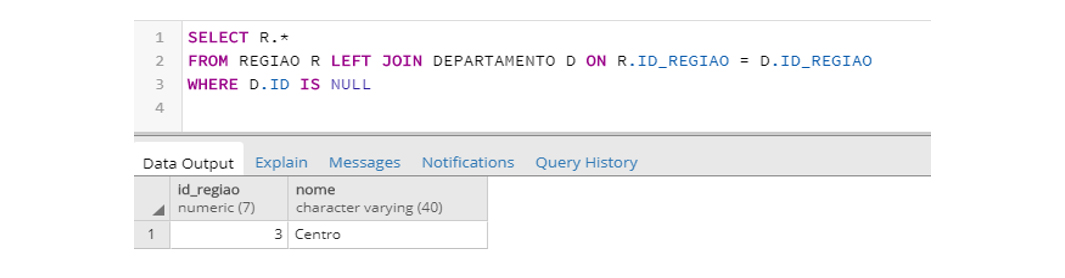 1 SELECT R.*
2 FROM REGIAO R LEFT JOIN DEPARTAMENTO D ON R.ID_REGIAO = D.ID_REGIAO
3 WHERE D.ID IS NULL
4
Data Output Explain Messages Notifications Query History
id_regiao nome
numeric (7) character varying (40)
1 3 Centro